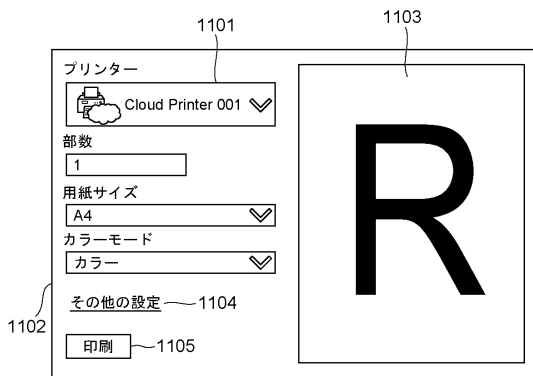 1101
1103
プリンター
Cloud Printer 001
部数
1
用紙サイズ
A4
カラーモード
カラー
その他の設定
1104
1102
印刷
1105
R